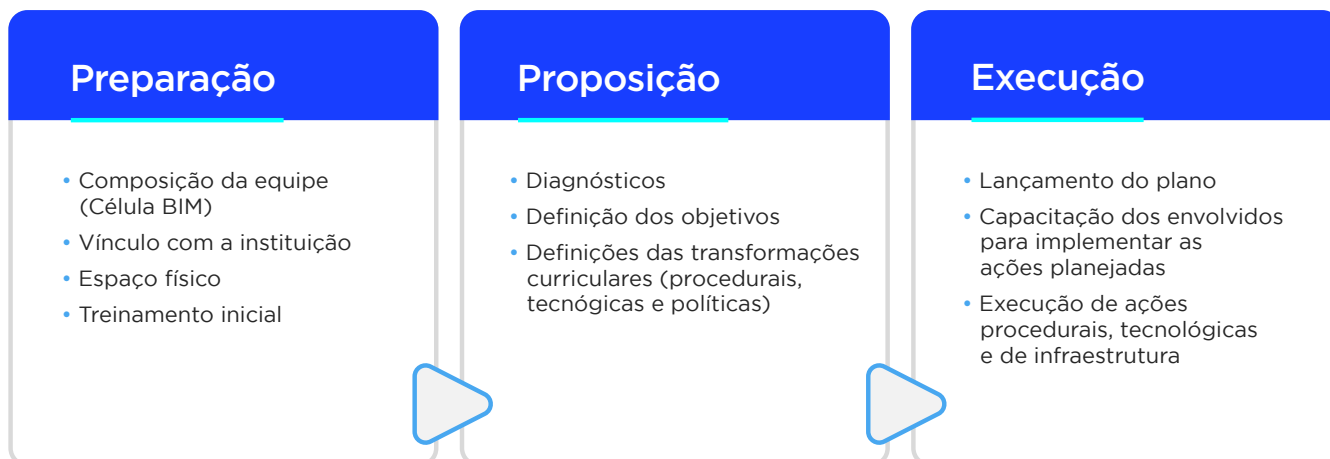 Preparação
• Composição da equipe
(Célula BIM)
• Vínculo com a instituição
• Espaço físico
• Treinamento inicial
Proposição
• Diagnósticos
• Definição dos objetivos
• Definições das transformações
curriculares (procedurais,
tecnógicas e políticas)
Execução
• Lançamento do plano
• Capacitação dos envolvidos
para implementar as
ações planejadas
• Execução de ações
procedurais, tecnológicas
e de infraestrutura